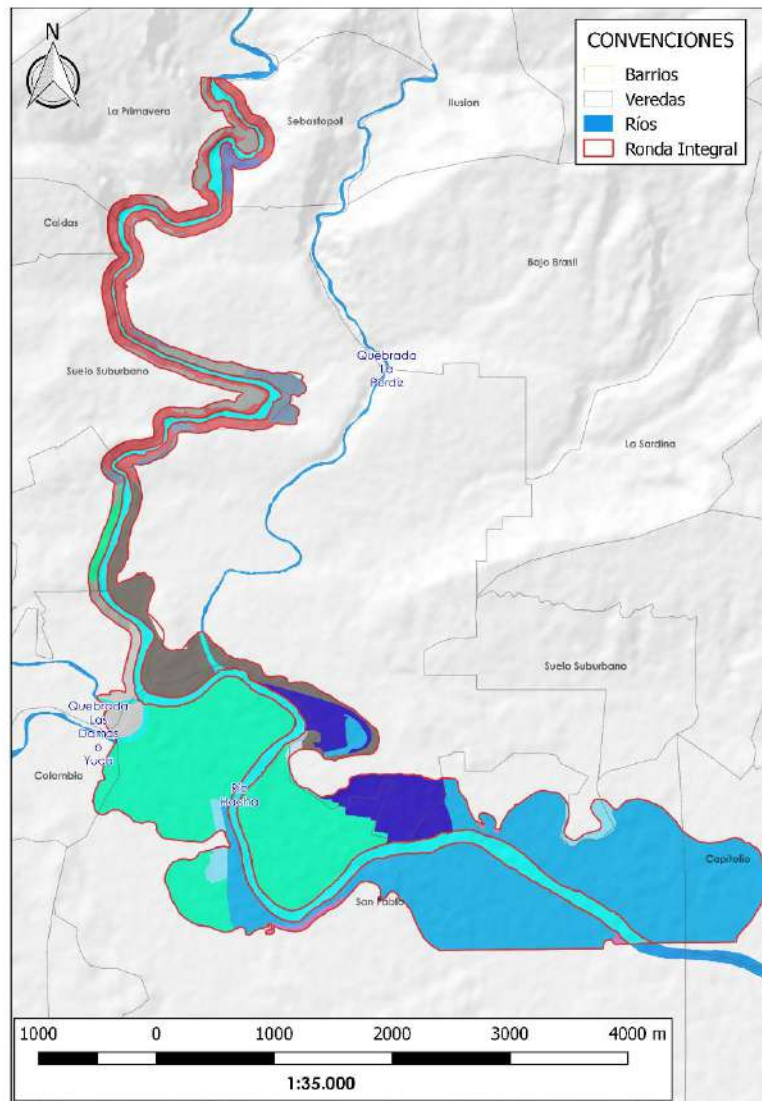 N
CONVENCIONES
Barrios
Veredas
Ríos
Ronda Integral
La Primavera
Sebastopol
Ilusion
Caldas
Bajo Brasil
Quebrada
La
Perdiz
Suelo Suburbano
La Sardina
Suelo Suburbano
Quebrada
Las
Damas
o
Yuca
Colombia
Río
Hacha
Capitolio
San Pablo
1000 0 1000 2000 3000 4000 m
1:35.000